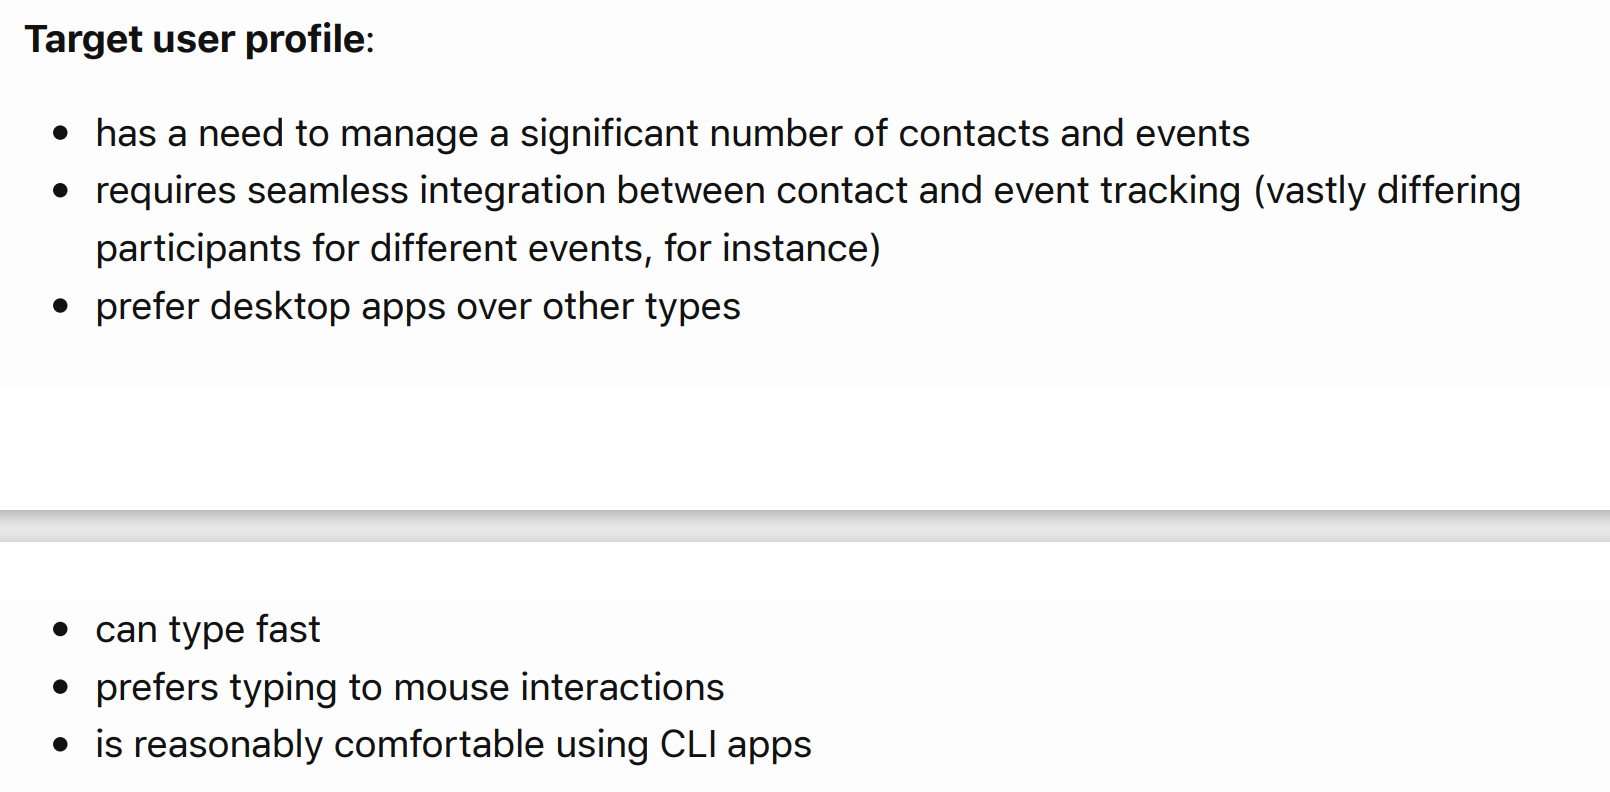 Target user profile:
• has a need to manage a significant number of contacts and events
• requires seamless integration between contact and event tracking (vastly differing
participants for different events, for instance)
• prefer desktop apps over other types
• can type fast
• prefers typing to mouse interactions
• is reasonably comfortable using CLI apps